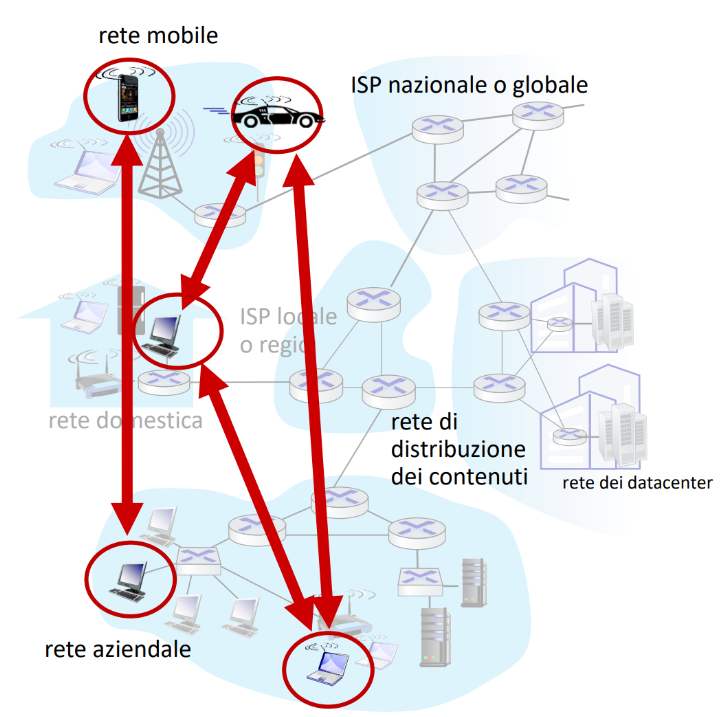 rete mobile
ISP nazionale o globale
ISP locale
o regio
rete domestica
rete di
distribuzione
dei contenuti
rete dei datacenter
rete aziendale